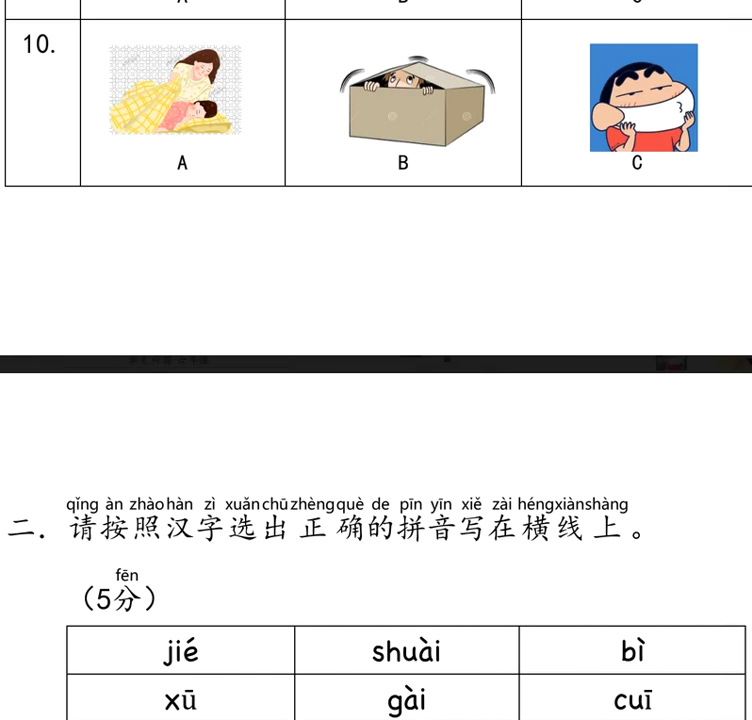 10.
A B C
qǐng àn zhào hàn zì xuǎn chū zhèng què de pīn yīn xiě zài héng xiàn shàng
二. 请按照汉字选出正确的拼音写在横线上。
fēn
（5分）
jié shuài bì
xū gài cuī